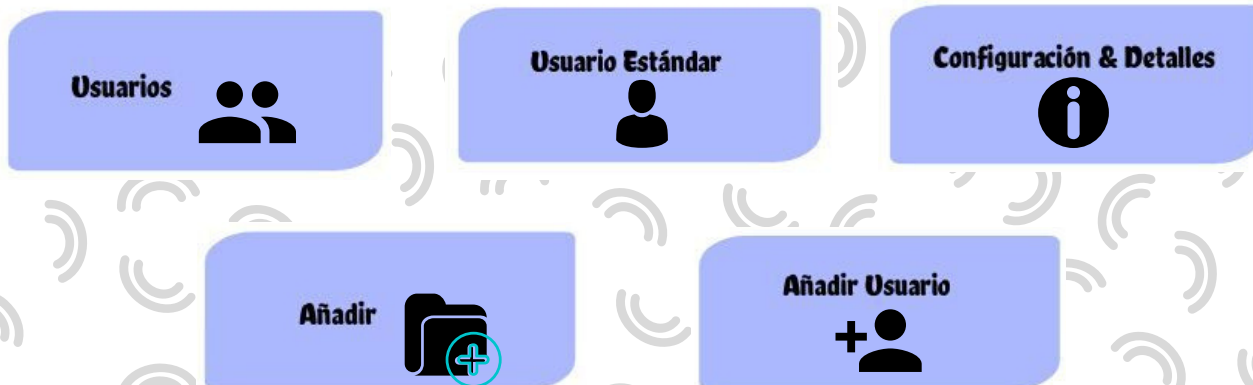 Usuarios
Usuario Estándar
Configuración & Detalles
Añadir
Añadir Usuario